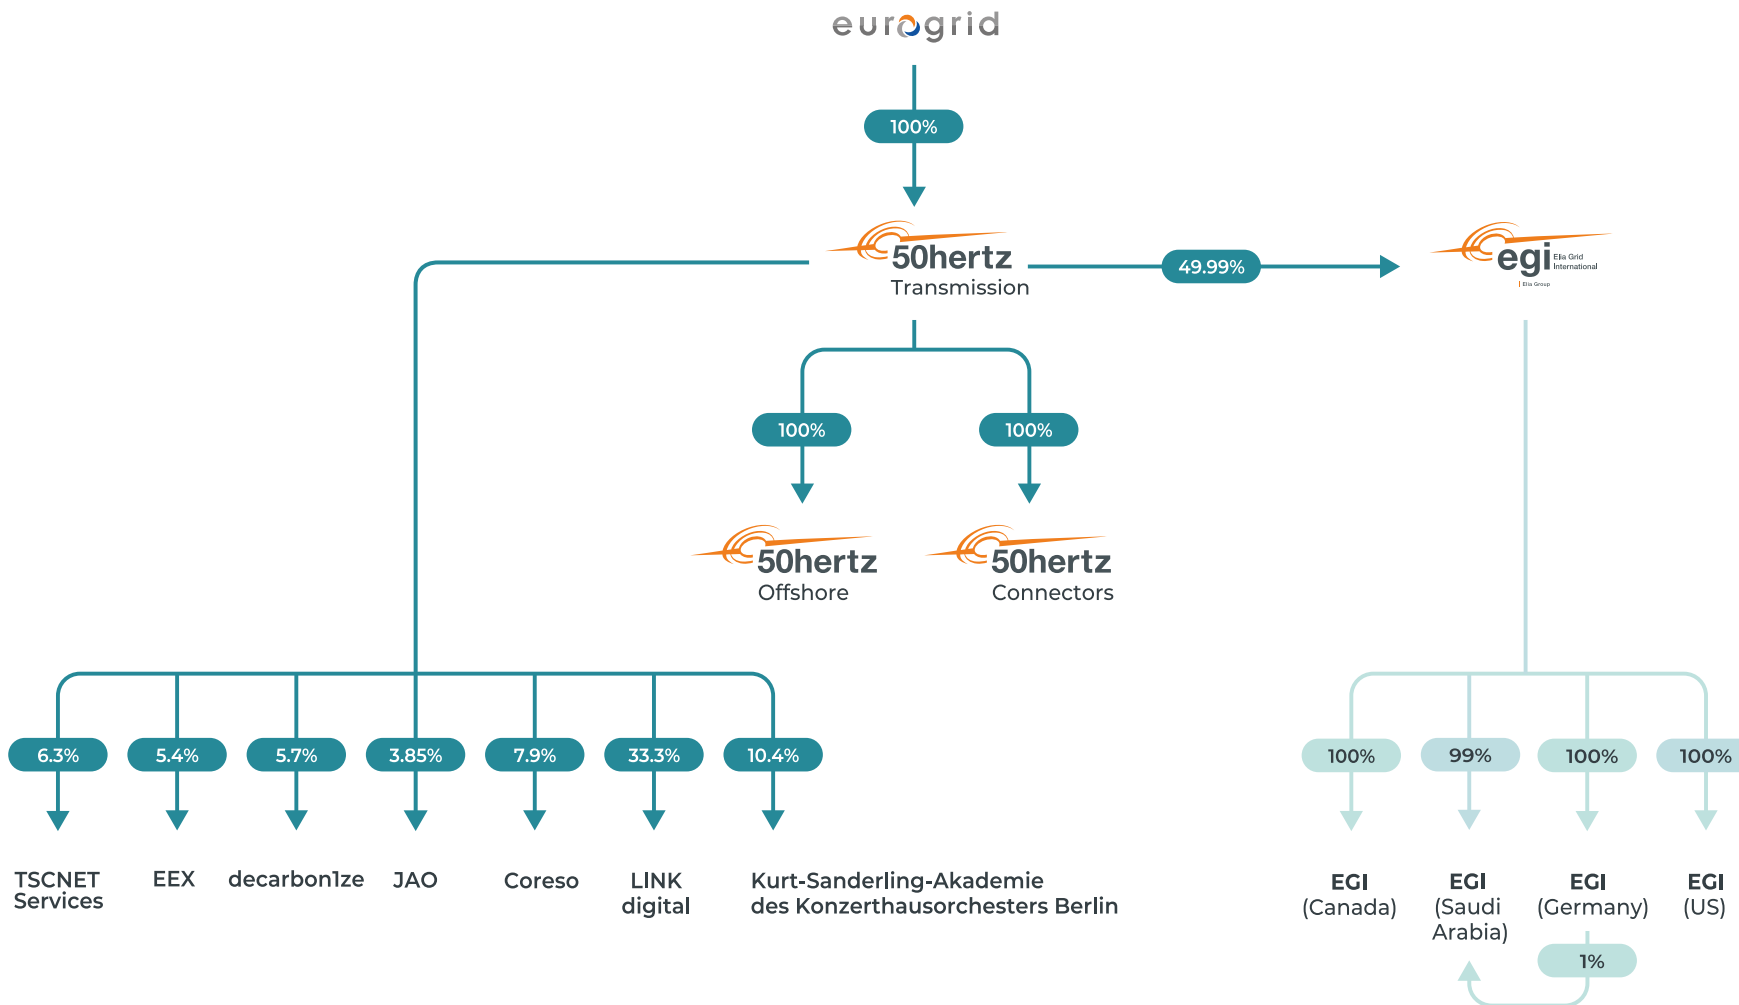 eurogrid
100%
50hertz
Transmission
49.99%
egi
Elia Grid
International
| Elia Group
100%
100%
50hertz
Offshore
50hertz
Connectors
6.3%
5.4%
5.7%
3.85%
7.9%
33.3%
10.4%
100%
99%
100%
100%
TSCNET
Services
EEX
decarbon1ze
JAO
Coreso
LINK
digital
Kurt-Sanderling-Akademie
des Konzerthausorchesters Berlin
EGI
(Canada)
EGI
(Saudi
Arabia)
EGI
(Germany)
EGI
(US)
1%